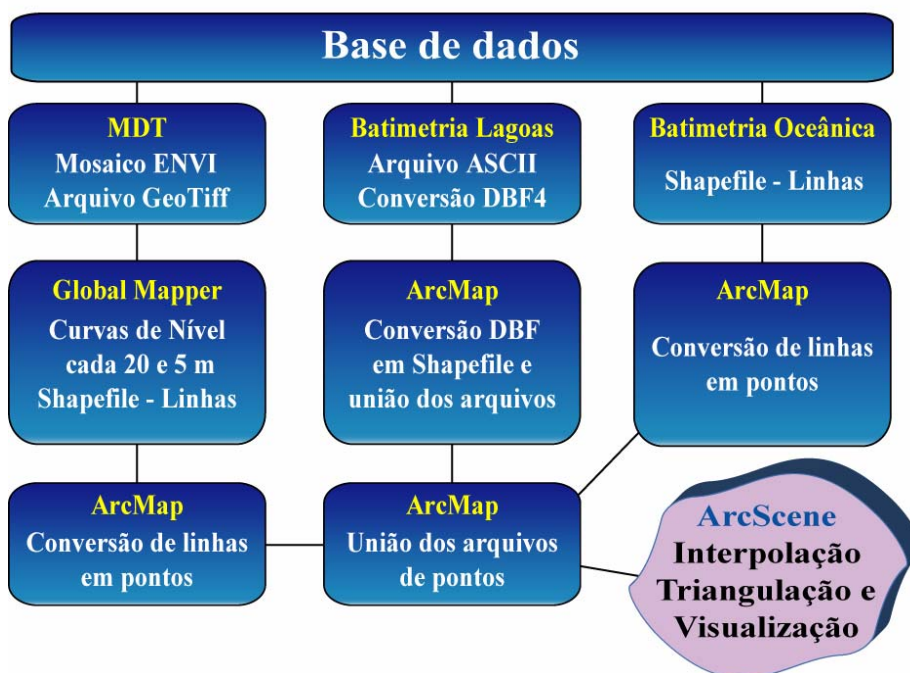 Base de dados
MDT
Mosaico ENVI
Arquivo GeoTiff
Batimetria Lagoas
Arquivo ASCII
Conversão DBF4
Batimetria Oceânica
Shapefile - Linhas
Global Mapper
Curvas de Nível
cada 20 e 5 m
Shapefile - Linhas
ArcMap
Conversão DBF
em Shapefile e
união dos arquivos
ArcMap
Conversão de linhas
em pontos
ArcMap
Conversão de linhas
em pontos
ArcMap
União dos arquivos
de pontos
ArcScene
Interpolação
Triangulação e
Visualização